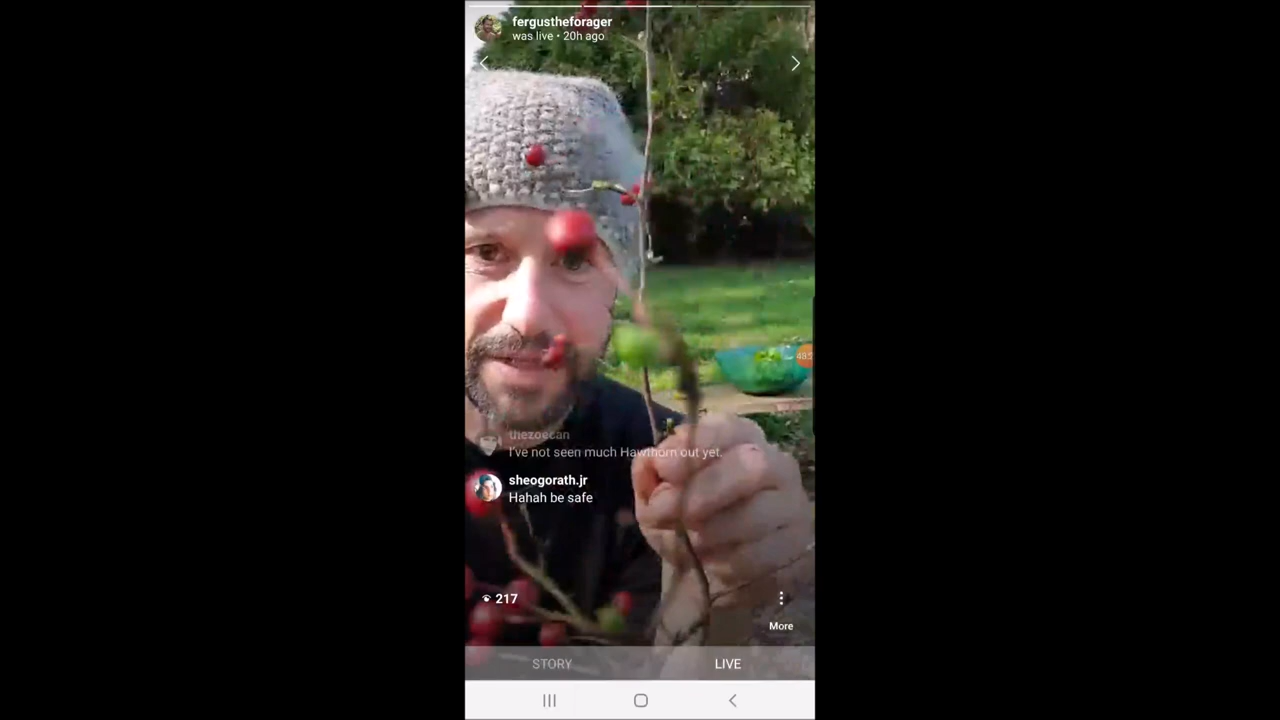 fergustheforager
was live • 20h ago
thezoecan
I've not seen much Hawthorn out yet.
sheogorath.jr
Hahah be safe
217
More
STORY
LIVE